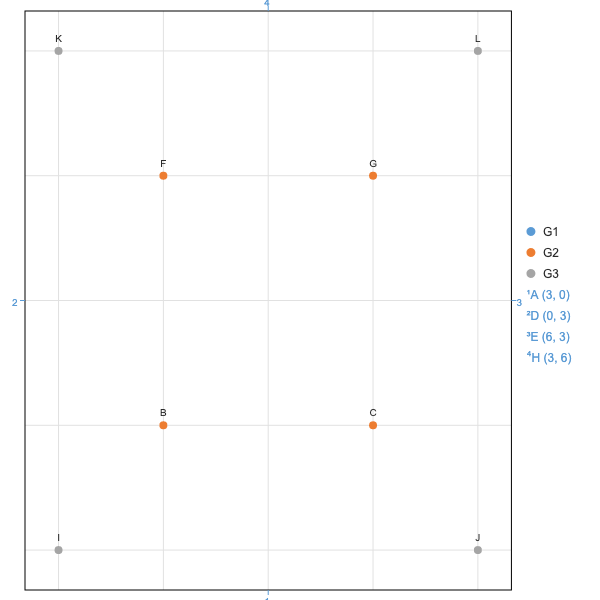 4
K
L
F
G
2
3
B
C
I
J
G1
G2
G3
¹A (3, 0)
²D (0, 3)
³E (6, 3)
⁴H (3, 6)